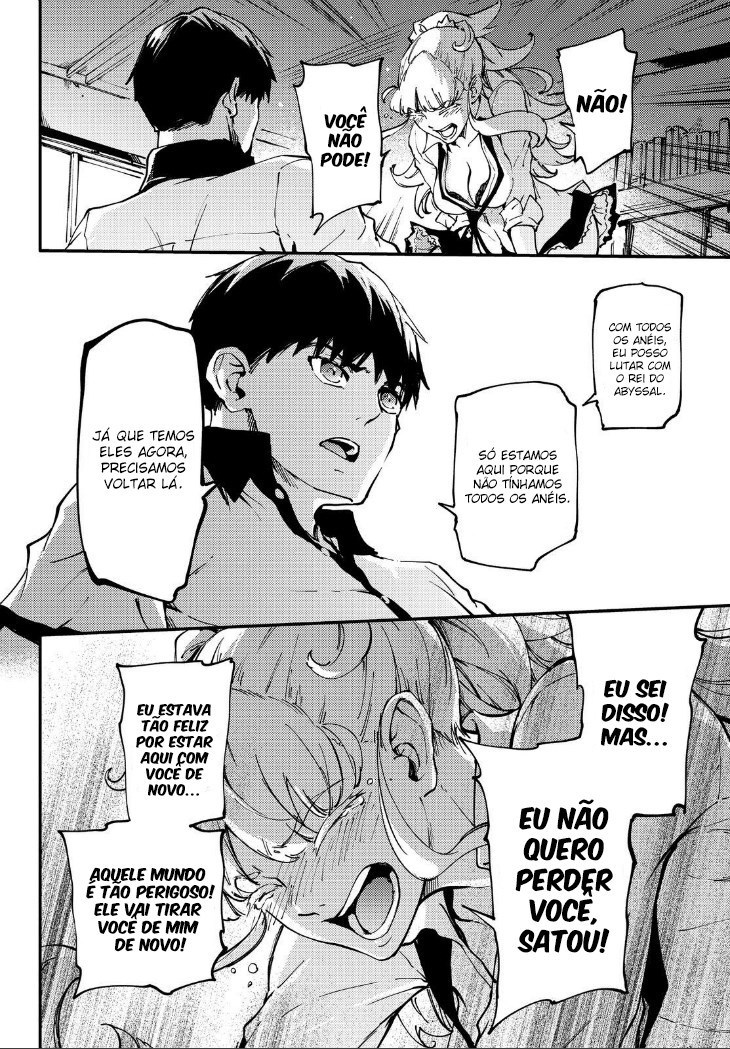 NÃO!
VOCÊ
NÃO
PODE!
COM TODOS
OS ANÉIS,
EU POSSO
LUTAR COM
O REI DO
ABYSSAL.
SÓ ESTAMOS
AQUI PORQUE
NÃO TÍNHAMOS
TODOS OS ANÉIS.
JÁ QUE TEMOS
ELES AGORA,
PRECISAMOS
VOLTAR LÁ.
EU SEI
DISSO!
MAS...
EU NÃO
QUERO
PERDER
VOCÊ,
SATOU!
EU ESTAVA
TÃO FELIZ
POR ESTAR
AQUI COM
VOCÊ DE
NOVO...
AQUELE MUNDO
É TÃO PERIGOSO!
ELE VAI TIRAR
VOCÊ DE MIM
DE NOVO!